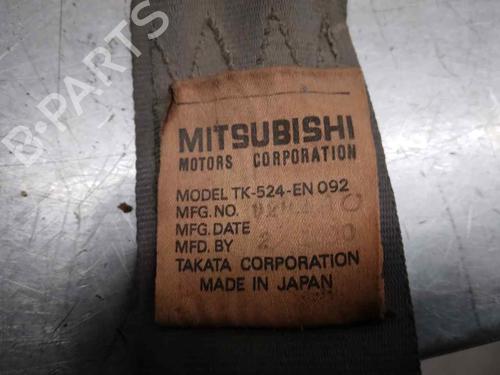 MITSUBISHI
MOTORS CORPORATION
MODEL TK-524-EN 092
MFG. NO.
MFG. DATE
MFD. BY
TAKATA CORPORATION
MADE IN JAPAN
B-PARTS